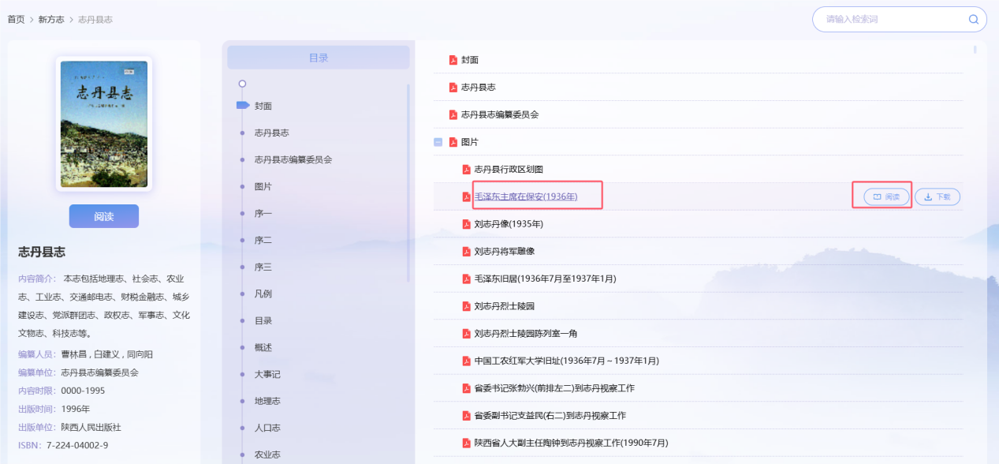 首页 > 新方志 > 志丹县志
请输入检索词
志丹县志
阅读
志丹县志
内容简介: 本志包括地理志、社会志、农业
志、工业志、交通邮电志、财税金融志、城乡
建设志、党派群团志、政权志、军事志、文化
文物志、科技志等。
编纂人员: 曹林昌 , 白建义 , 同向阳
编纂单位: 志丹县志编纂委员会
内容时限: 0000-1995
出版时间: 1996年
出版单位: 陕西人民出版社
ISBN: 7-224-04002-9
目录
封面
志丹县志
志丹县志编纂委员会
图片
序一
序二
序三
凡例
目录
概述
大事记
地理志
人口志
农业志
封面
志丹县志
志丹县志编纂委员会
图片
志丹县行政区划图
毛泽东主席在保安(1936年) 阅读 下载
刘志丹像(1935年)
刘志丹将军雕像
毛泽东旧居(1936年7月至1937年1月)
刘志丹烈士陵园
刘志丹烈士陵园陈列室一角
中国工农红军大学旧址(1936年7月～1937年1月)
省委书记张勃兴(前排左二)到志丹视察工作
省委副书记支益民(右二)到志丹视察工作
陕西省人大副主任陶钟到志丹视察工作(1990年7月)